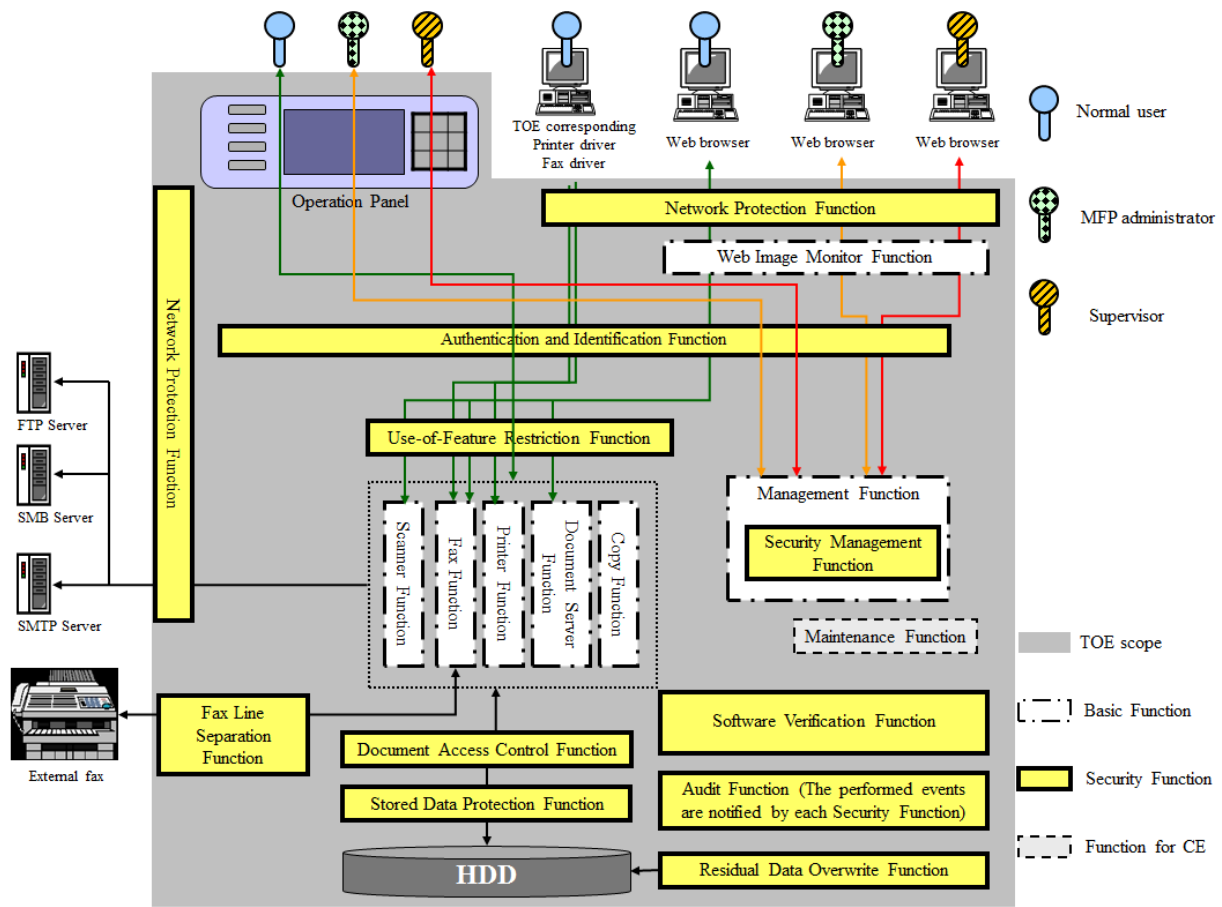 TOE corresponding
Printer driver
Fax driver
Web browser
Web browser
Web browser
Normal user
MFP administrator
Supervisor
Operation Panel
Network Protection Function
Web Image Monitor Function
Network Protection Function
Authentication and Identification Function
FTP Server
SMB Server
SMTP Server
Use-of-Feature Restriction Function
Scanner Function
Fax Function
Printer Function
Document Server
Function
Copy Function
Management Function
Security Management
Function
Maintenance Function
External fax
Fax Line
Separation
Function
Document Access Control Function
Stored Data Protection Function
HDD
Software Verification Function
Audit Function (The performed events
are notified by each Security Function)
Residual Data Overwrite Function
TOE scope
Basic Function
Security Function
Function for CE